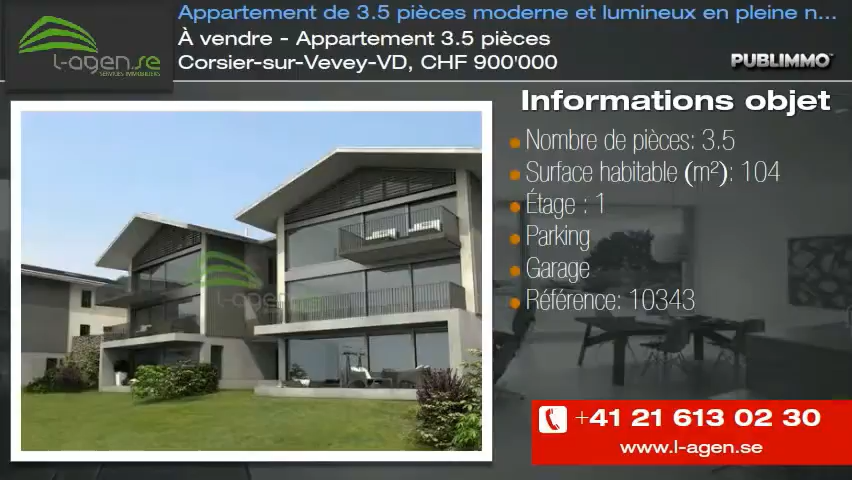 Appartement de 3.5 pièces moderne et lumineux en pleine n...
l-agen.se
SERVICES IMMOBILIERS
À vendre - Appartement 3.5 pièces
Corsier-sur-Vevey-VD, CHF 900'000
PUBLIMMO
Informations objet
Nombre de pièces: 3.5
Surface habitable (m²): 104
Étage : 1
Parking
Garage
Référence: 10343
l-agen.se
+41 21 613 02 30
www.l-agen.se